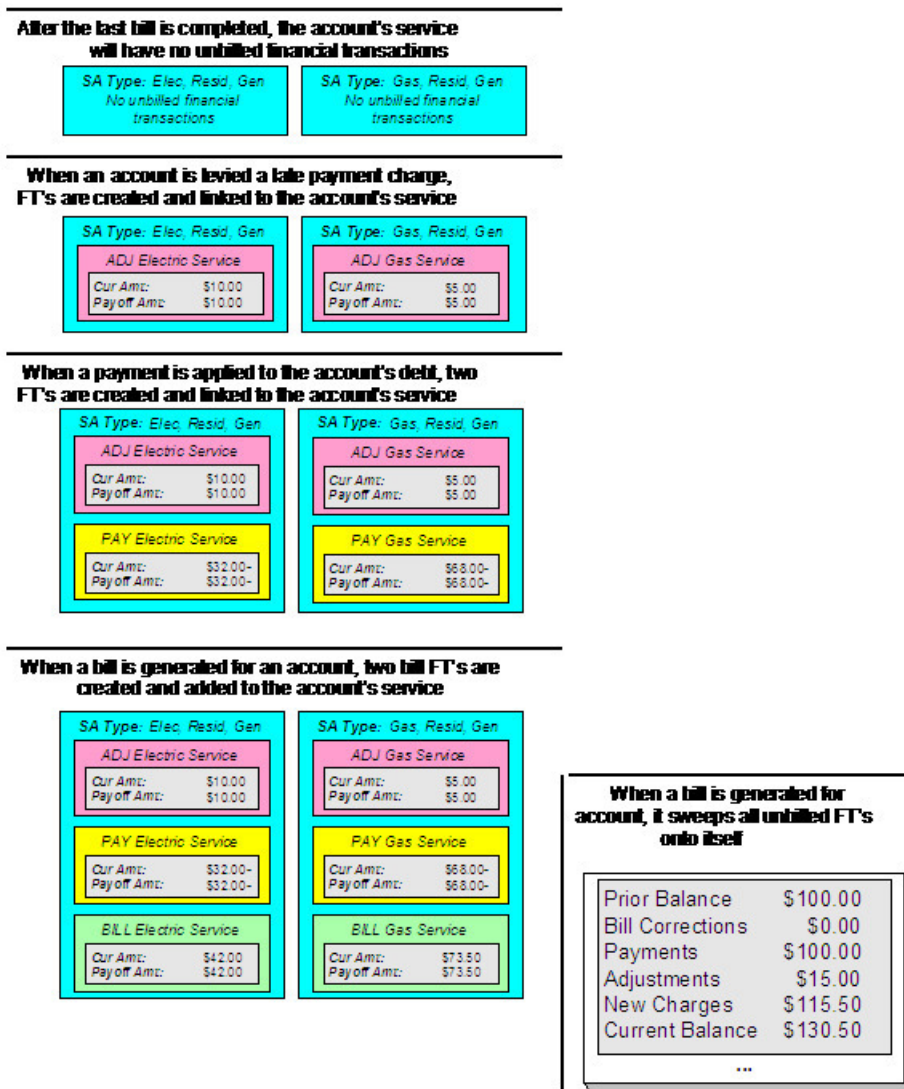 After the last bill is completed, the account's service
will have no unbilled financial transactions
SA Type: Elec, Resid, Gen
No unbilled financial
transactions
SA Type: Gas, Resid, Gen
No unbilled financial
transactions
When an account is levied a late payment charge,
FT's are created and linked to the account's service
SA Type: Elec, Resid, Gen
ADJ Electric Service
Cur Amt: $10.00
Payoff Amt: $10.00
SA Type: Gas, Resid, Gen
ADJ Gas Service
Cur Amt: $5.00
Payoff Amt: $5.00
When a payment is applied to the account's debt, two
FT's are created and linked to the account's service
SA Type: Elec, Resid, Gen
ADJ Electric Service
Cur Amt: $10.00
Payoff Amt: $10.00
PAY Electric Service
Cur Amt: $32.00-
Payoff Amt: $32.00-
SA Type: Gas, Resid, Gen
ADJ Gas Service
Cur Amt: $5.00
Payoff Amt: $5.00
PAY Gas Service
Cur Amt: $68.00-
Payoff Amt: $68.00-
When a bill is generated for an account, two bill FT's are
created and added to the account's service
SA Type: Elec, Resid, Gen
ADJ Electric Service
Cur Amt: $10.00
Payoff Amt: $10.00
PAY Electric Service
Cur Amt: $32.00-
Payoff Amt: $32.00-
BILL Electric Service
Cur Amt: $42.00
Payoff Amt: $42.00
SA Type: Gas, Resid, Gen
ADJ Gas Service
Cur Amt: $5.00
Payoff Amt: $5.00
PAY Gas Service
Cur Amt: $68.00-
Payoff Amt: $68.00-
BILL Gas Service
Cur Amt: $73.50
Payoff Amt: $73.50
When a bill is generated for
account, it sweeps all unbilled FT's
onto itself
Prior Balance $100.00
Bill Corrections $0.00
Payments $100.00
Adjustments $15.00
New Charges $115.50
Current Balance $130.50
...